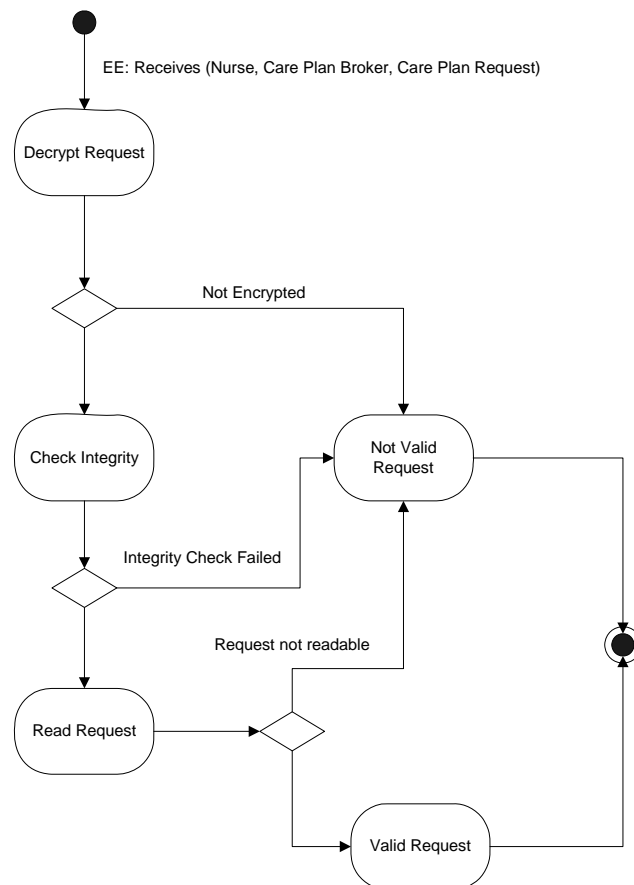 EE: Receives (Nurse, Care Plan Broker, Care Plan Request)
Decrypt Request
Not Encrypted
Check Integrity
Not Valid
Request
Integrity Check Failed
Request not readable
Read Request
Valid Request